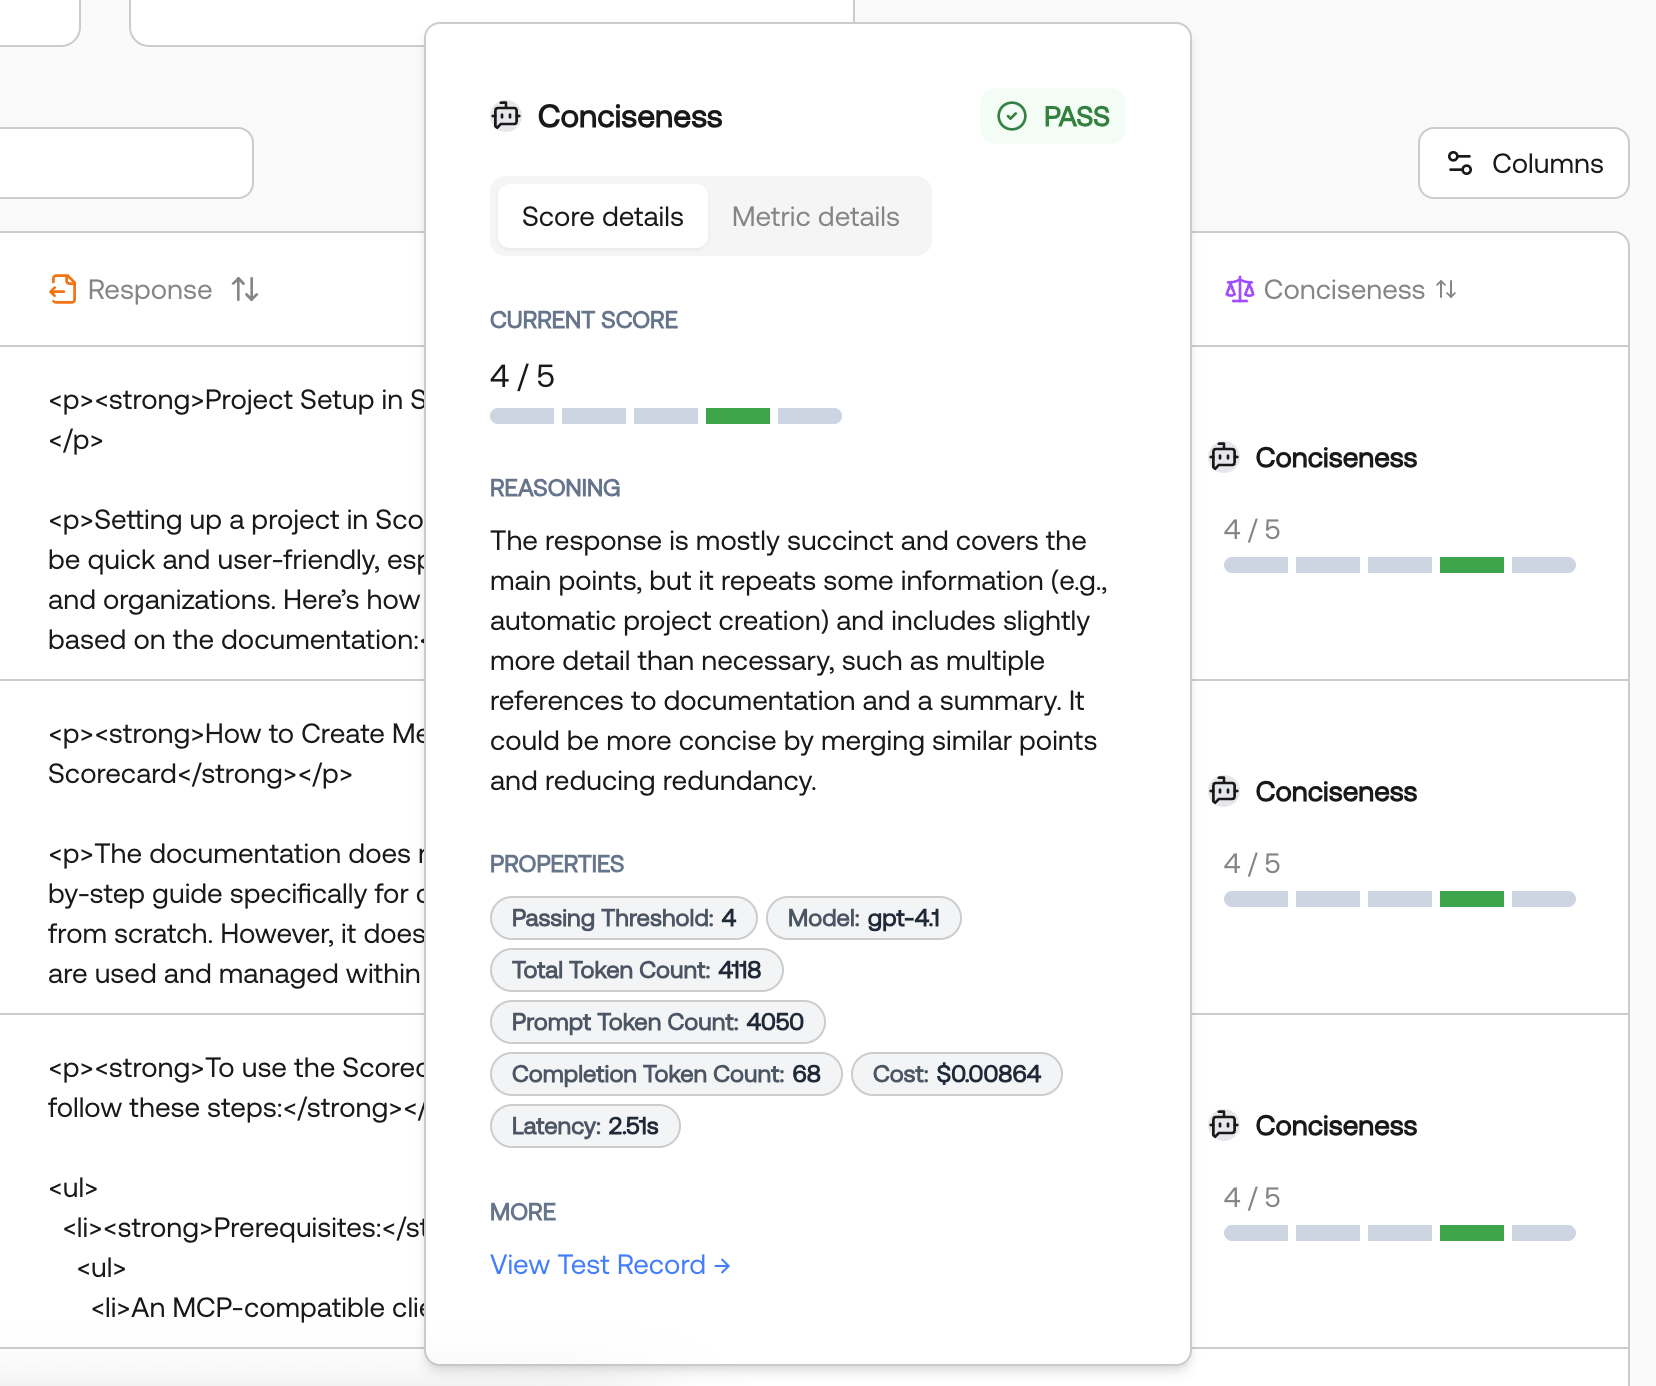 Columns
Response
Conciseness
<p><strong>Project Setup in S
</p>
<p>Setting up a project in Sco
be quick and user-friendly, esp
and organizations. Here’s how
based on the documentation:<
<p><strong>How to Create Me
Scorecard</strong></p>
<p>The documentation does
by-step guide specifically for
from scratch. However, it does
are used and managed within
<p><strong>To use the Scorec
follow these steps:</strong></
<ul>
<li><strong>Prerequisites:</st
<ul>
<li>An MCP-compatible clie
Conciseness
PASS
Score details
Metric details
CURRENT SCORE
4 / 5
REASONING
The response is mostly succinct and covers the
main points, but it repeats some information (e.g.,
automatic project creation) and includes slightly
more detail than necessary, such as multiple
references to documentation and a summary. It
could be more concise by merging similar points
and reducing redundancy.
PROPERTIES
Passing Threshold: 4
Model: gpt-4.1
Total Token Count: 4118
Prompt Token Count: 4050
Completion Token Count: 68
Cost: $0.00864
Latency: 2.51s
MORE
View Test Record →
Conciseness
4 / 5
Conciseness
4 / 5
Conciseness
4 / 5